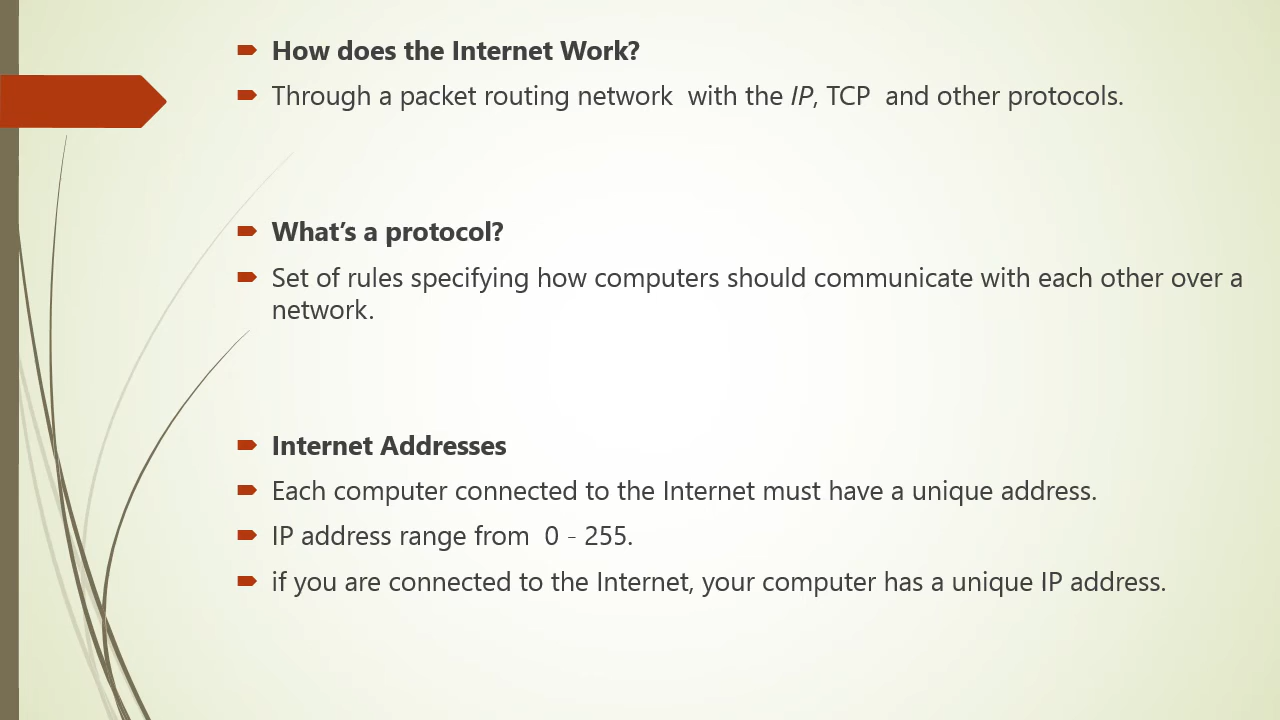 How does the Internet Work?
Through a packet routing network  with the IP, TCP  and other protocols.
What’s a protocol?
Set of rules specifying how computers should communicate with each other over a
network.
Internet Addresses
Each computer connected to the Internet must have a unique address.
IP address range from  0 - 255.
if you are connected to the Internet, your computer has a unique IP address.